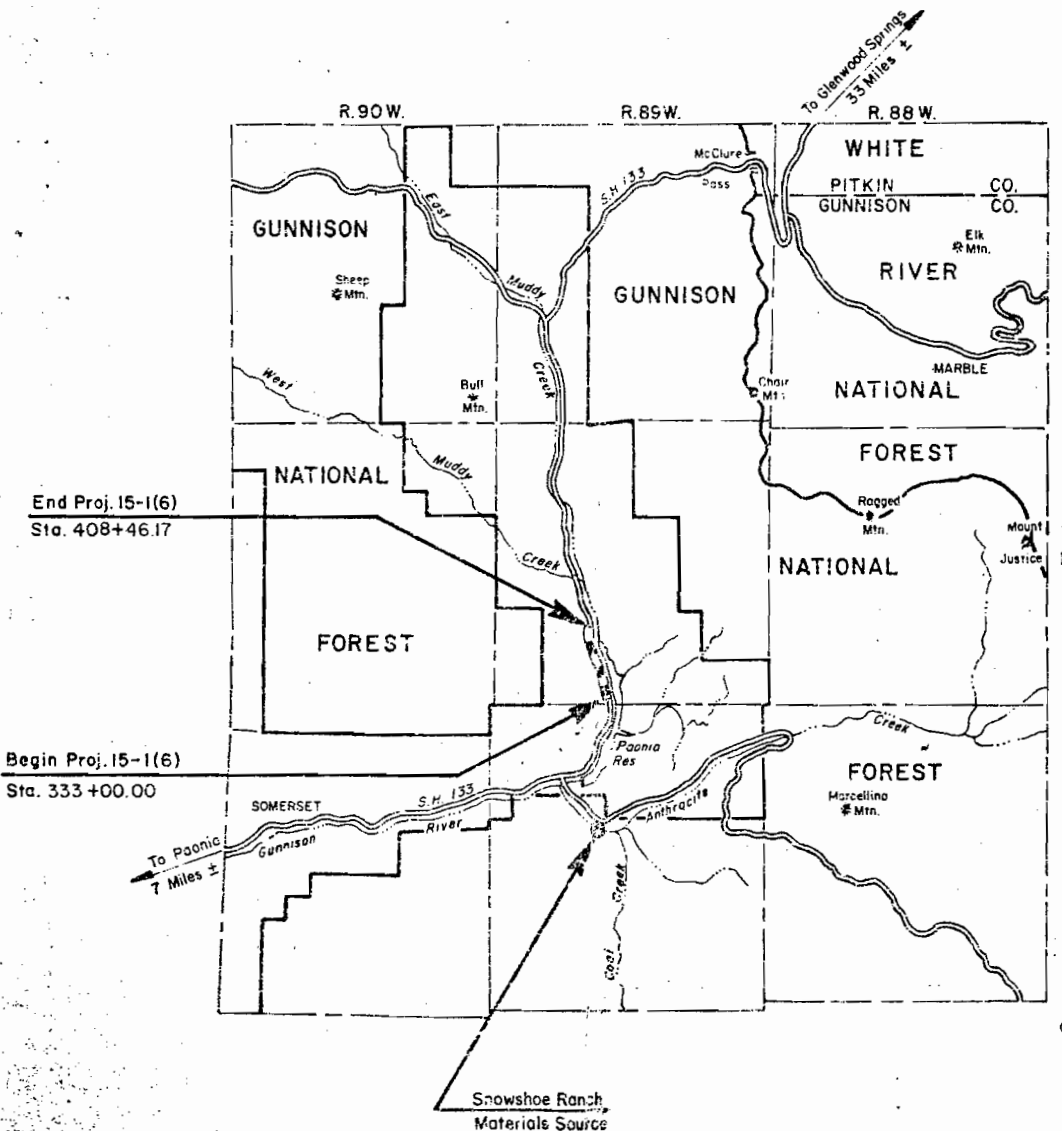 To Glenwood Springs
33 Miles ±
R. 90 W.
R. 89 W.
R. 88 W.
WHITE
McClure
Pass
S.H. 133
PITKIN CO.
GUNNISON CO.
GUNNISON
East
Elk
Mtn.
Sheep
Mtn.
Muddy
GUNNISON
RIVER
Creek
West
Buff
Mtn.
MARBLE
Chair
Mtn
NATIONAL
FOREST
NATIONAL
Muddy
Ragged
Mtn.
End Proj. 15-1(6)
Sta. 408+46.17
Mount
Justice
Creek
NATIONAL
FOREST
Begin Proj. 15-1(6)
Sta. 333+00.00
Paonia
Res
Creek
FOREST
Marcellina
Mtn.
Anthracite
SOMERSET
S.H. 133
River
Gunnison
To Paonia
7 Miles ±
Coal
Creek
Snowshoe Ranch
Materials Source